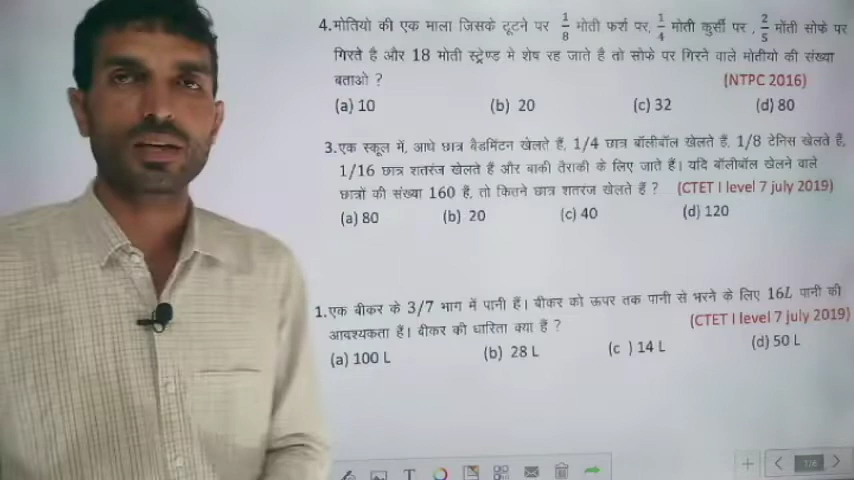 4.मोतियो की एक माला जिसके टूटने पर 1/8 मोती फर्श पर, 1/4 मोती कुर्सी पर , 2/5 मोंती सोफे पर
गिरते है और 18 मोती स्ट्रेण्ड मे शेष रह जाते है तो सोफे पर गिरने वाले मोतीयो की संख्या
बताओ ? (NTPC 2016)
(a) 10 (b) 20 (c) 32 (d) 80
3.एक स्कूल में, आधे छात्र बैडमिंटन खेलते हैं, 1/4 छात्र बॉलीबॉल खेलते हैं, 1/8 टेनिस खेलते हैं,
1/16 छात्र शतरंज खेलते हैं और बाकी तैराकी के लिए जाते हैं। यदि बॉलीबॉल खेलने वाले
छात्रों की संख्या 160 हैं, तो कितने छात्र शतरंज खेलते हैं ? (CTET I level 7 july 2019)
(a) 80 (b) 20 (c) 40 (d) 120
1.एक बीकर के 3/7 भाग में पानी हैं। बीकर को ऊपर तक पानी से भरने के लिए 16L पानी की
आवश्यकता हैं। बीकर की धारिता क्या हैं ? (CTET I level 7 july 2019)
(a) 100 L (b) 28 L (c ) 14 L (d) 50 L
T